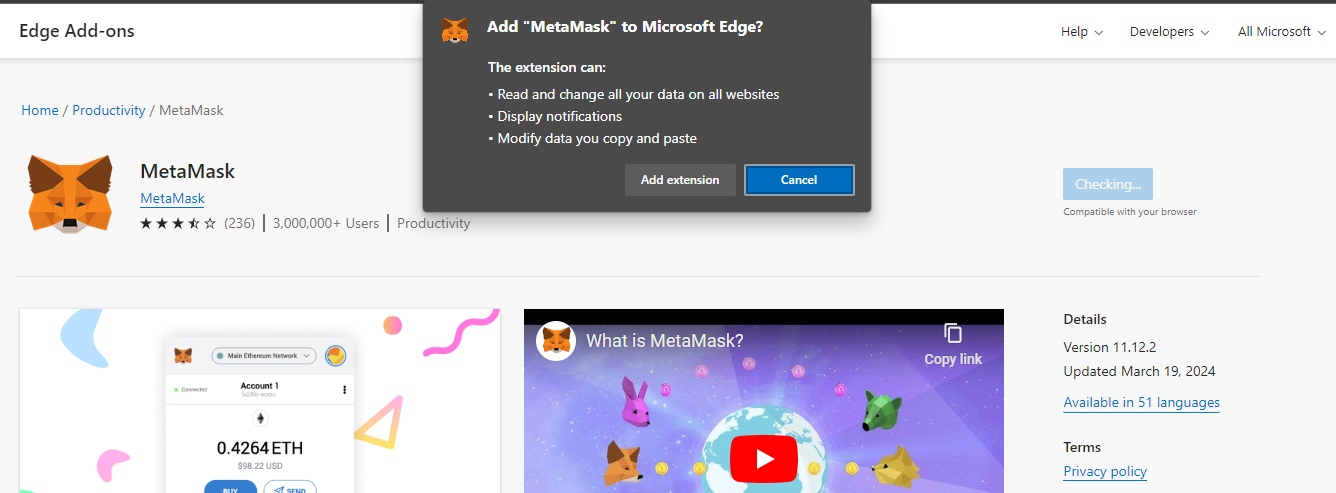 Edge Add-ons
Add "MetaMask" to Microsoft Edge?
The extension can:
• Read and change all your data on all websites
• Display notifications
• Modify data you copy and paste
Add extension
Cancel
Help
Developers
All Microsoft
Home / Productivity / MetaMask
MetaMask
MetaMask
(236)
3,000,000+ Users
Productivity
Checking...
Compatible with your browser
Main Ethereum Network
Connected
Account 1
0.4264 ETH
$98.22 USD
BUY
SEND
What is MetaMask?
Copy link
Details
Version 11.12.2
Updated March 19, 2024
Available in 51 languages
Terms
Privacy policy